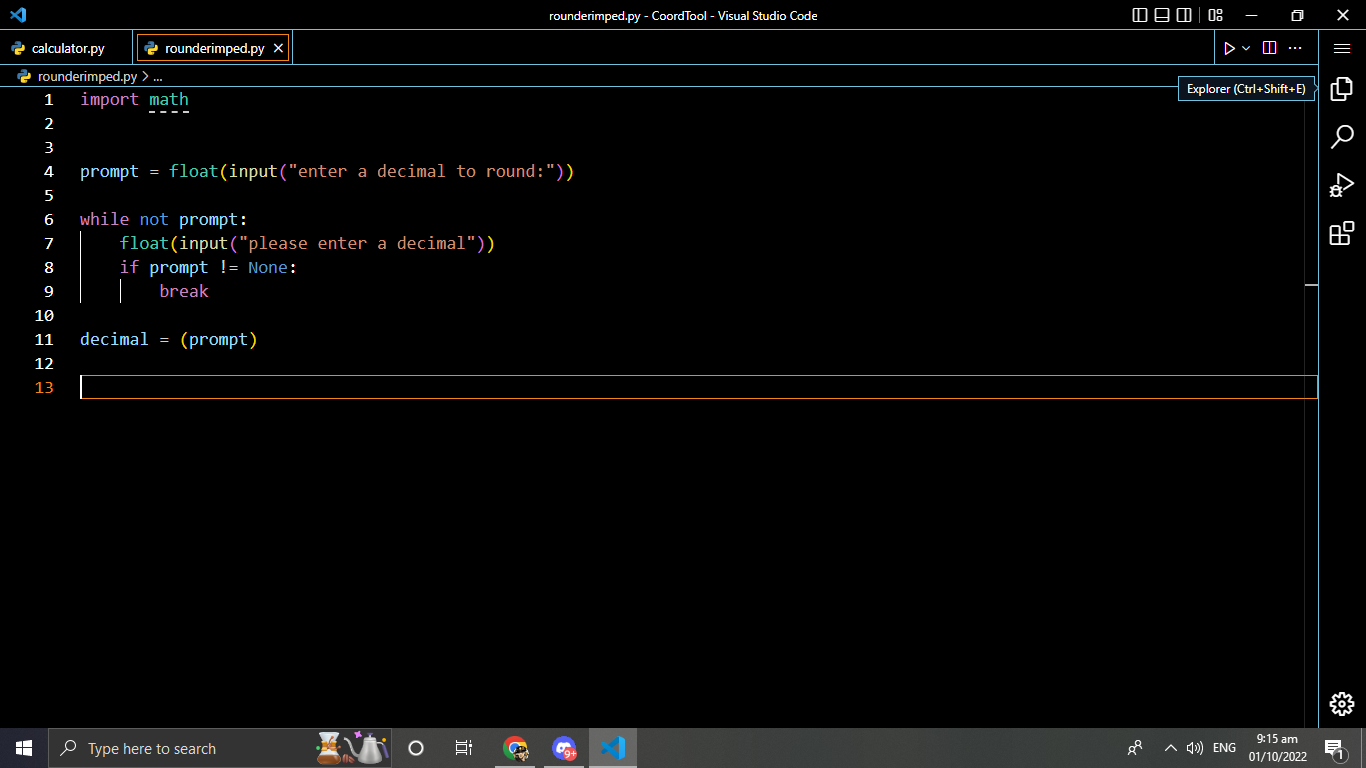 rounderimped.py - CoordTool - Visual Studio Code
calculator.py
rounderimped.py
rounderimped.py > ...
Explorer (Ctrl+Shift+E)
1 import math
2
3
4 prompt = float(input("enter a decimal to round:"))
5
6 while not prompt:
7 float(input("please enter a decimal"))
8 if prompt != None:
9 break
10
11 decimal = (prompt)
12
13
Type here to search
9+
ENG
9:15 am
01/10/2022
1